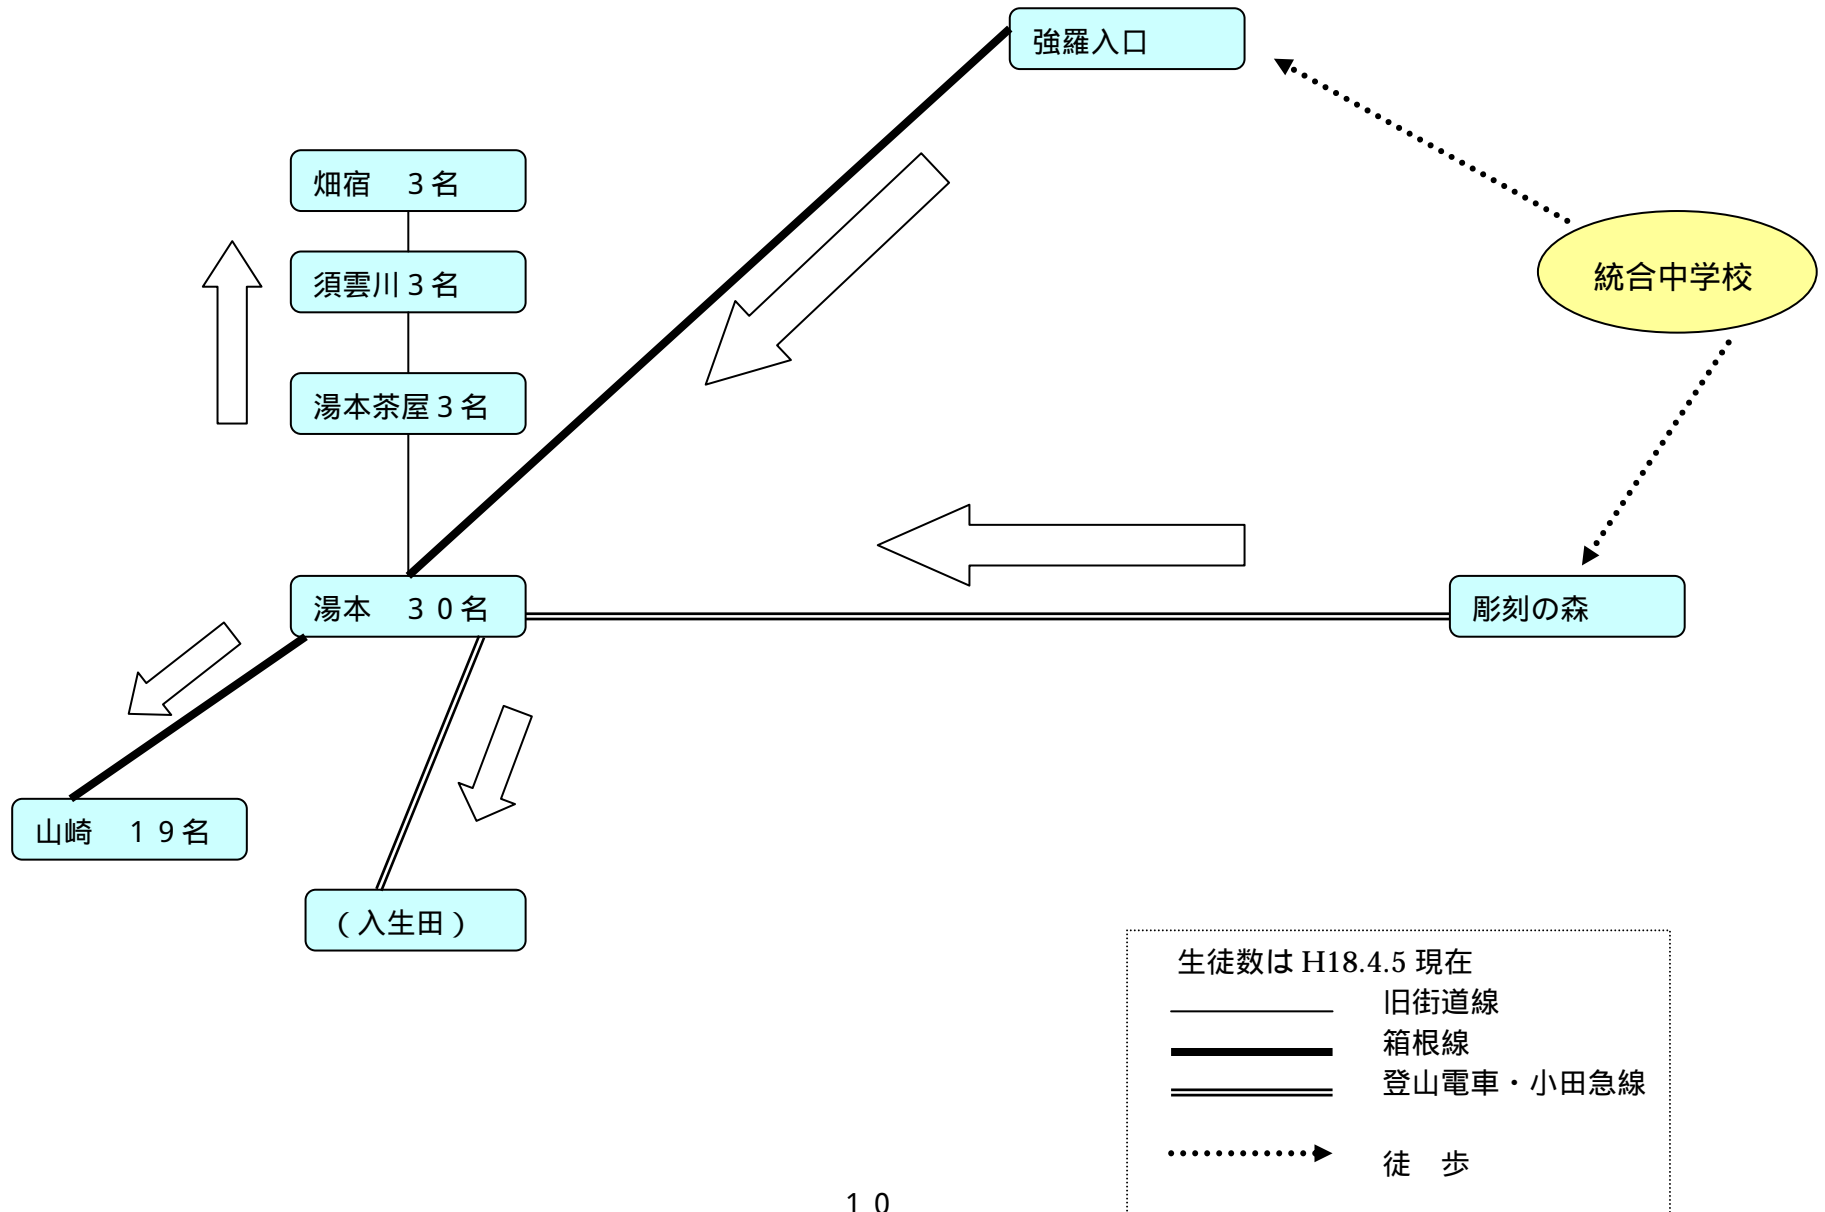 強羅入口
畑宿　３名
須雲川３名
統合中学校
湯本茶屋３名
湯本　３０名
彫刻の森
山崎　１９名
（入生田）
生徒数は H18.4.5 現在
旧街道線
箱根線
登山電車・小田急線
徒　歩
１０